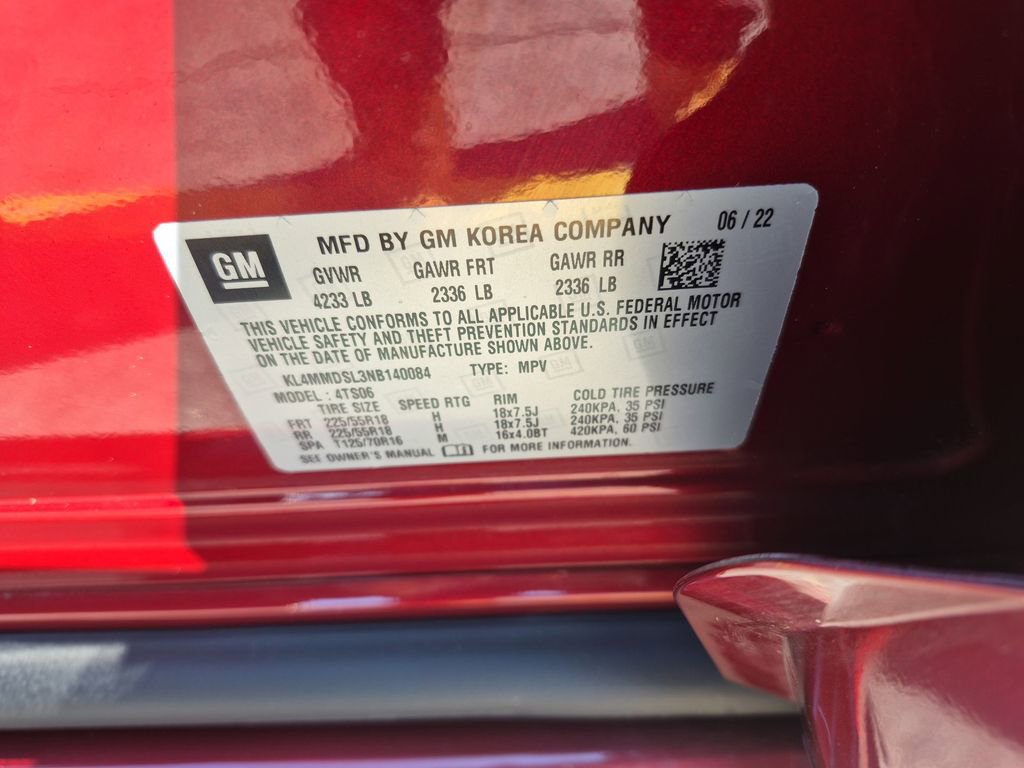 GM
MFD BY GM KOREA COMPANY 06 / 22
GVWR GAWR FRT GAWR RR
4233 LB 2336 LB 2336 LB
THIS VEHICLE CONFORMS TO ALL APPLICABLE U.S. FEDERAL MOTOR
VEHICLE SAFETY AND THEFT PREVENTION STANDARDS IN EFFECT
ON THE DATE OF MANUFACTURE SHOWN ABOVE.
KL4MMDSL3NB140084 TYPE: MPV
MODEL : 4TS06
TIRE SIZE SPEED RTG RIM COLD TIRE PRESSURE
FRT 225/55R18 H 18x7.5J 240KPA, 35 PSI
RR 225/55R18 H 18x7.5J 240KPA, 35 PSI
SPA T125/70R16 M 16x4.0BT 420KPA, 60 PSI
SEE OWNER'S MANUAL FOR MORE INFORMATION.